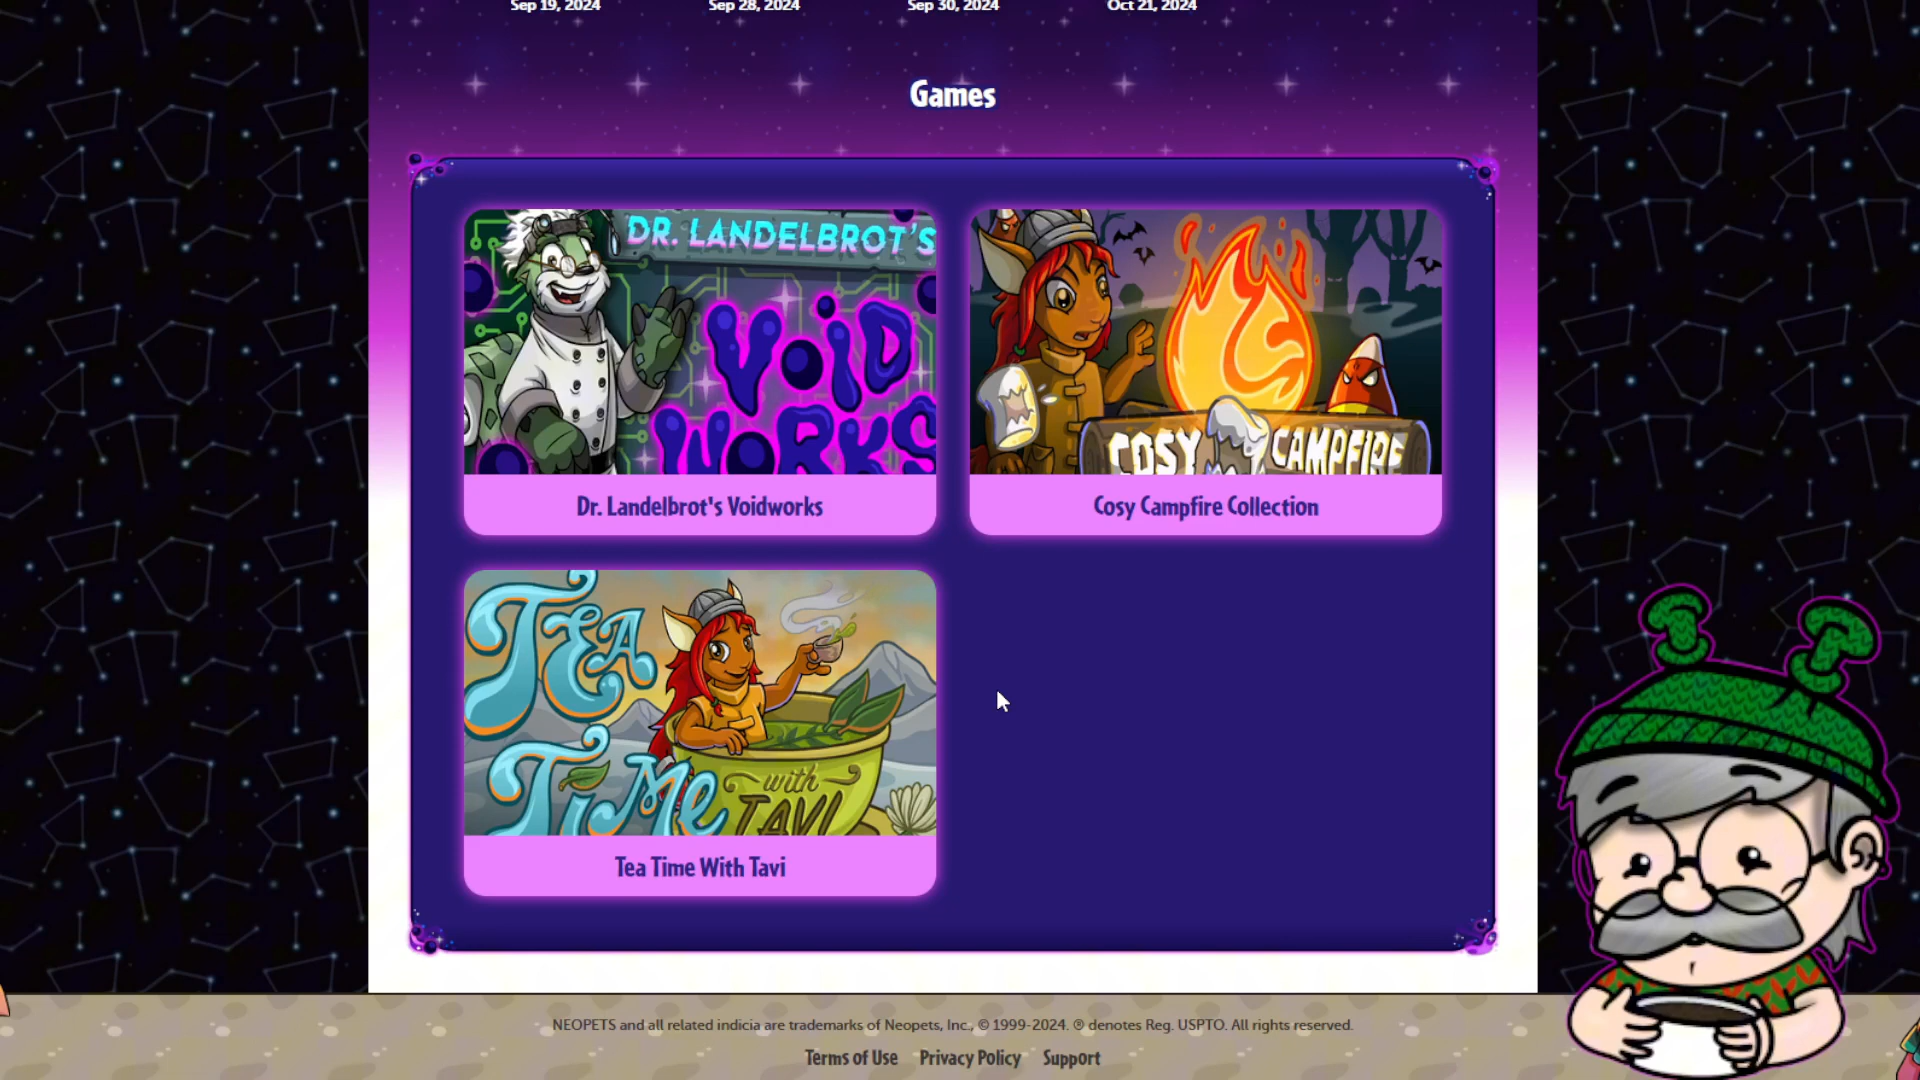 Sep 19, 2024 Sep 28, 2024 Sep 30, 2024 Oct 21, 2024
Games
DR. LANDELBROT'S
VOID
WORKS
COSY CAMPFIRE
Dr. Landelbrot's Voidworks
Cosy Campfire Collection
TEA
TIME
with
TAVI
Tea Time With Tavi
NEOPETS and all related indicia are trademarks of Neopets, Inc., © 1999-2024. ® denotes Reg. USPTO. All rights reserved.
Terms of Use Privacy Policy Support